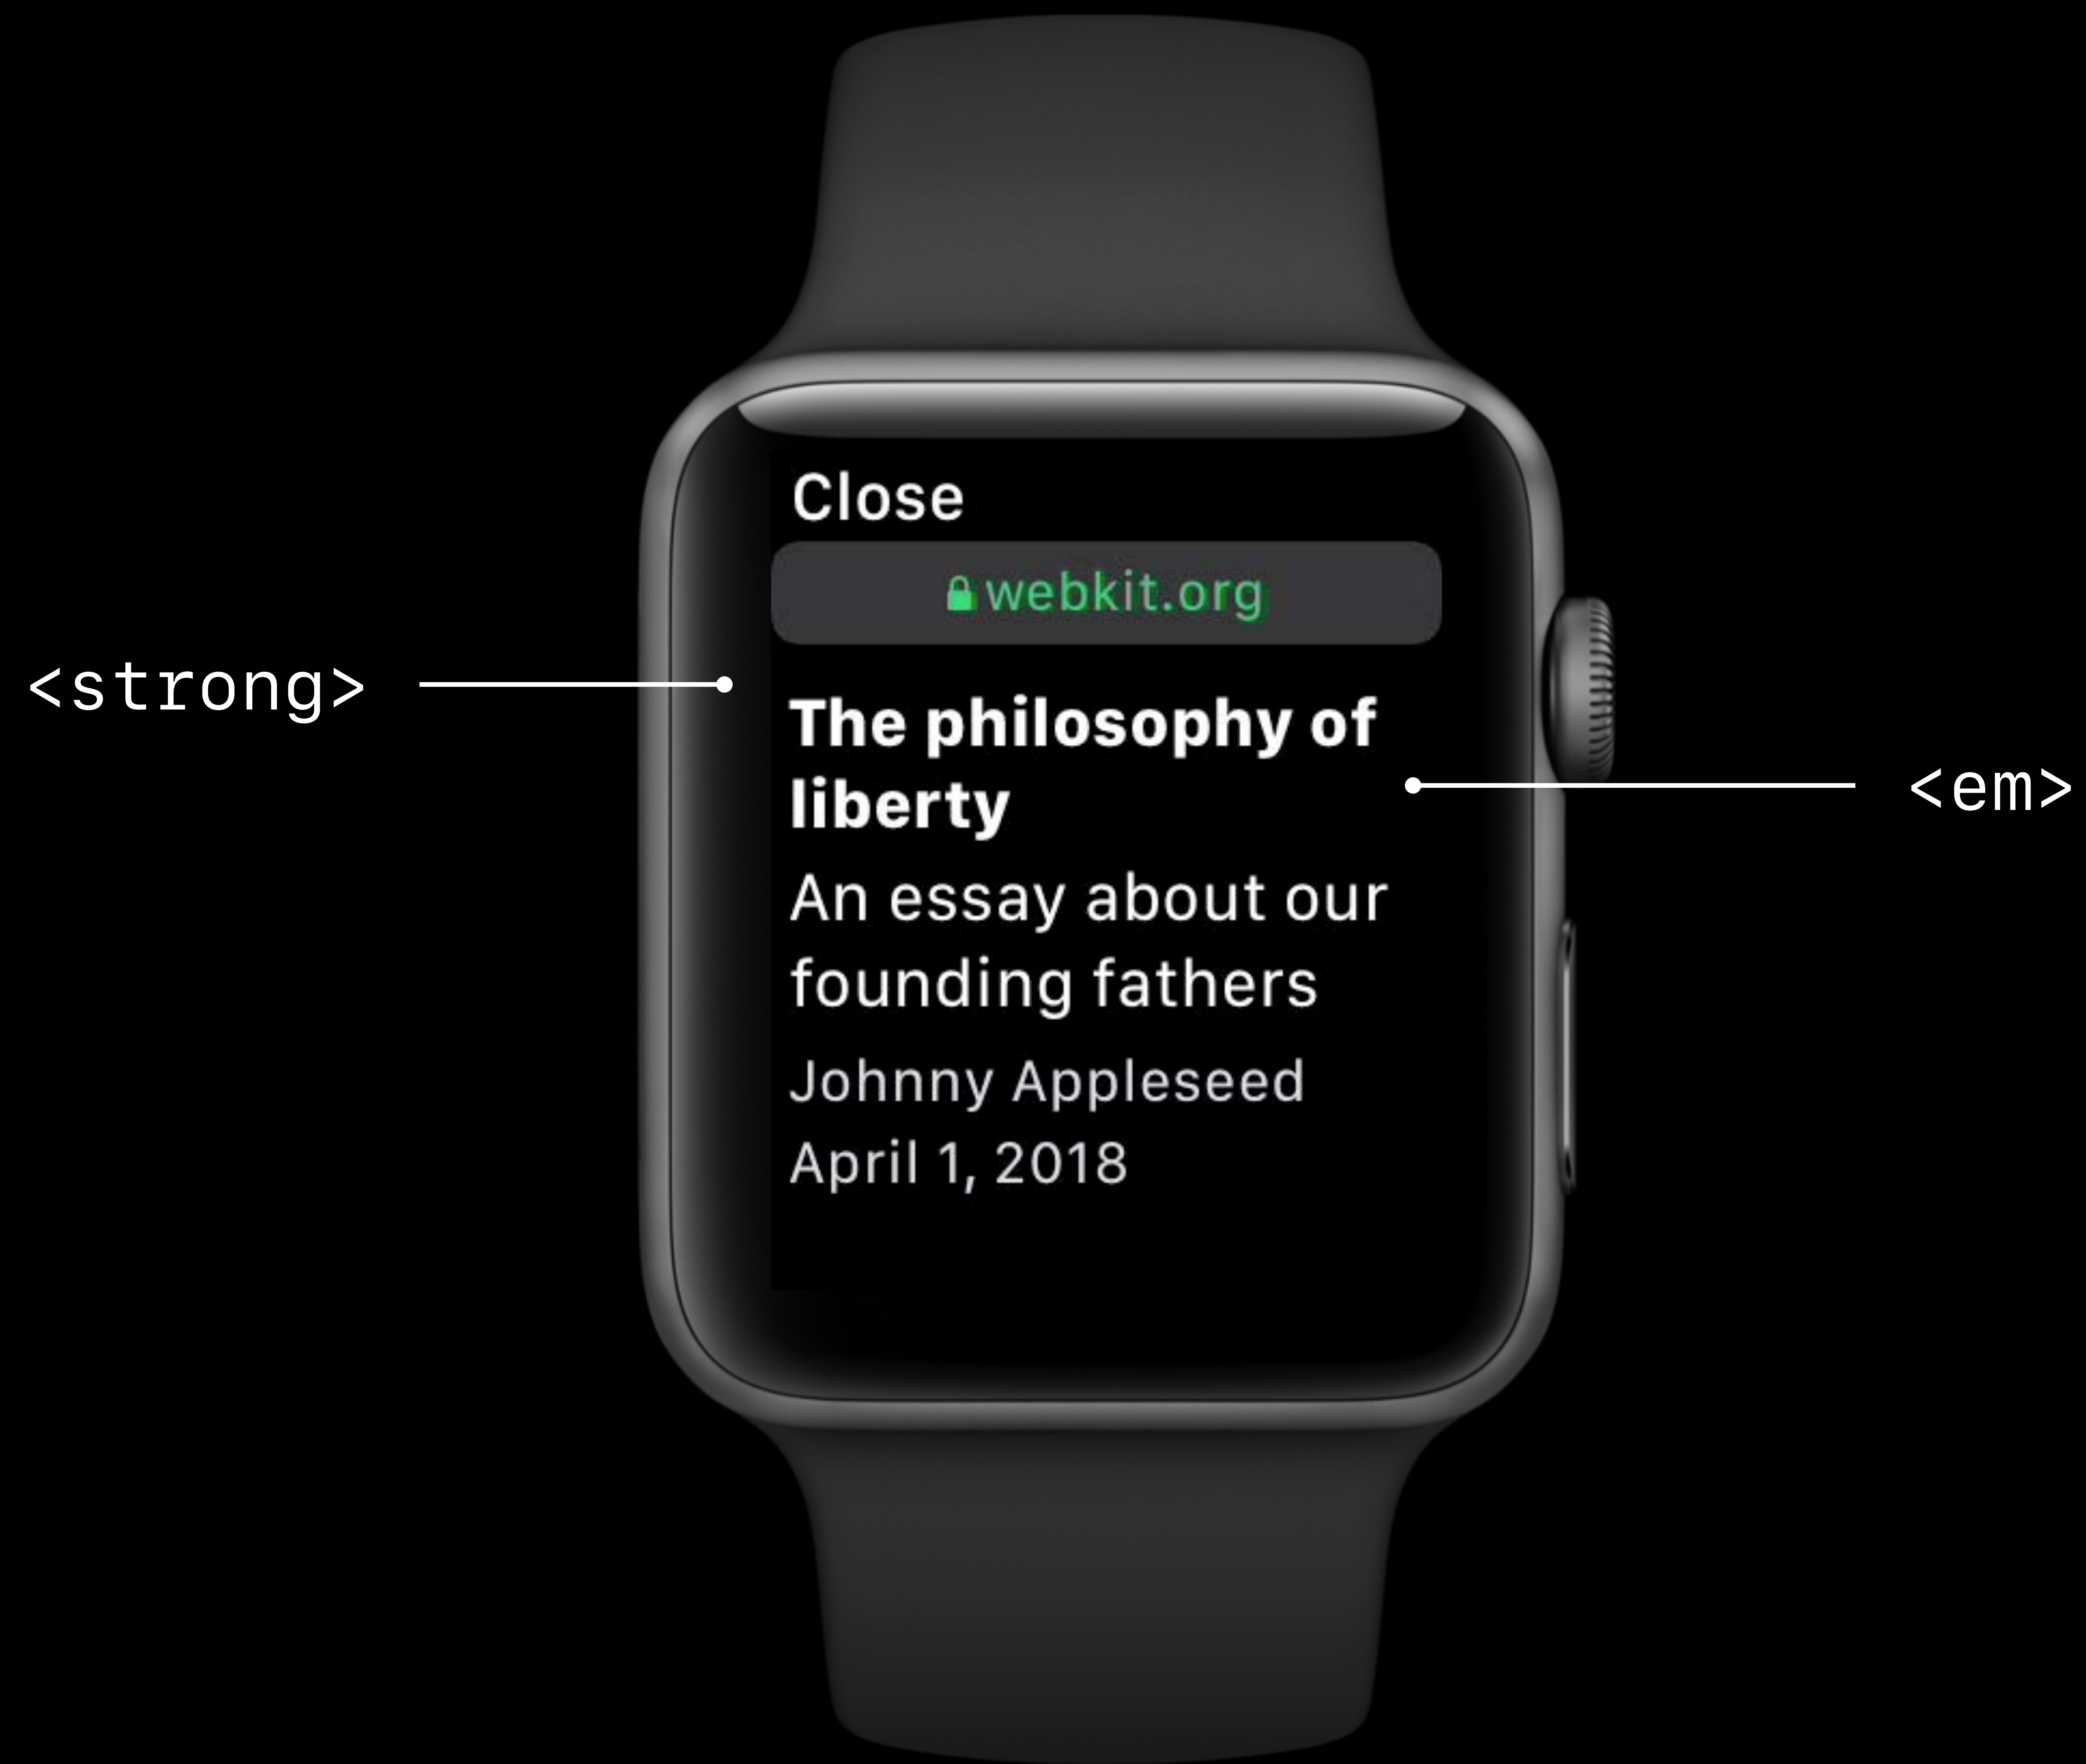 Close
webkit.org
<strong>
The philosophy of
liberty
<em>
An essay about our
founding fathers
Johnny Appleseed
April 1, 2018